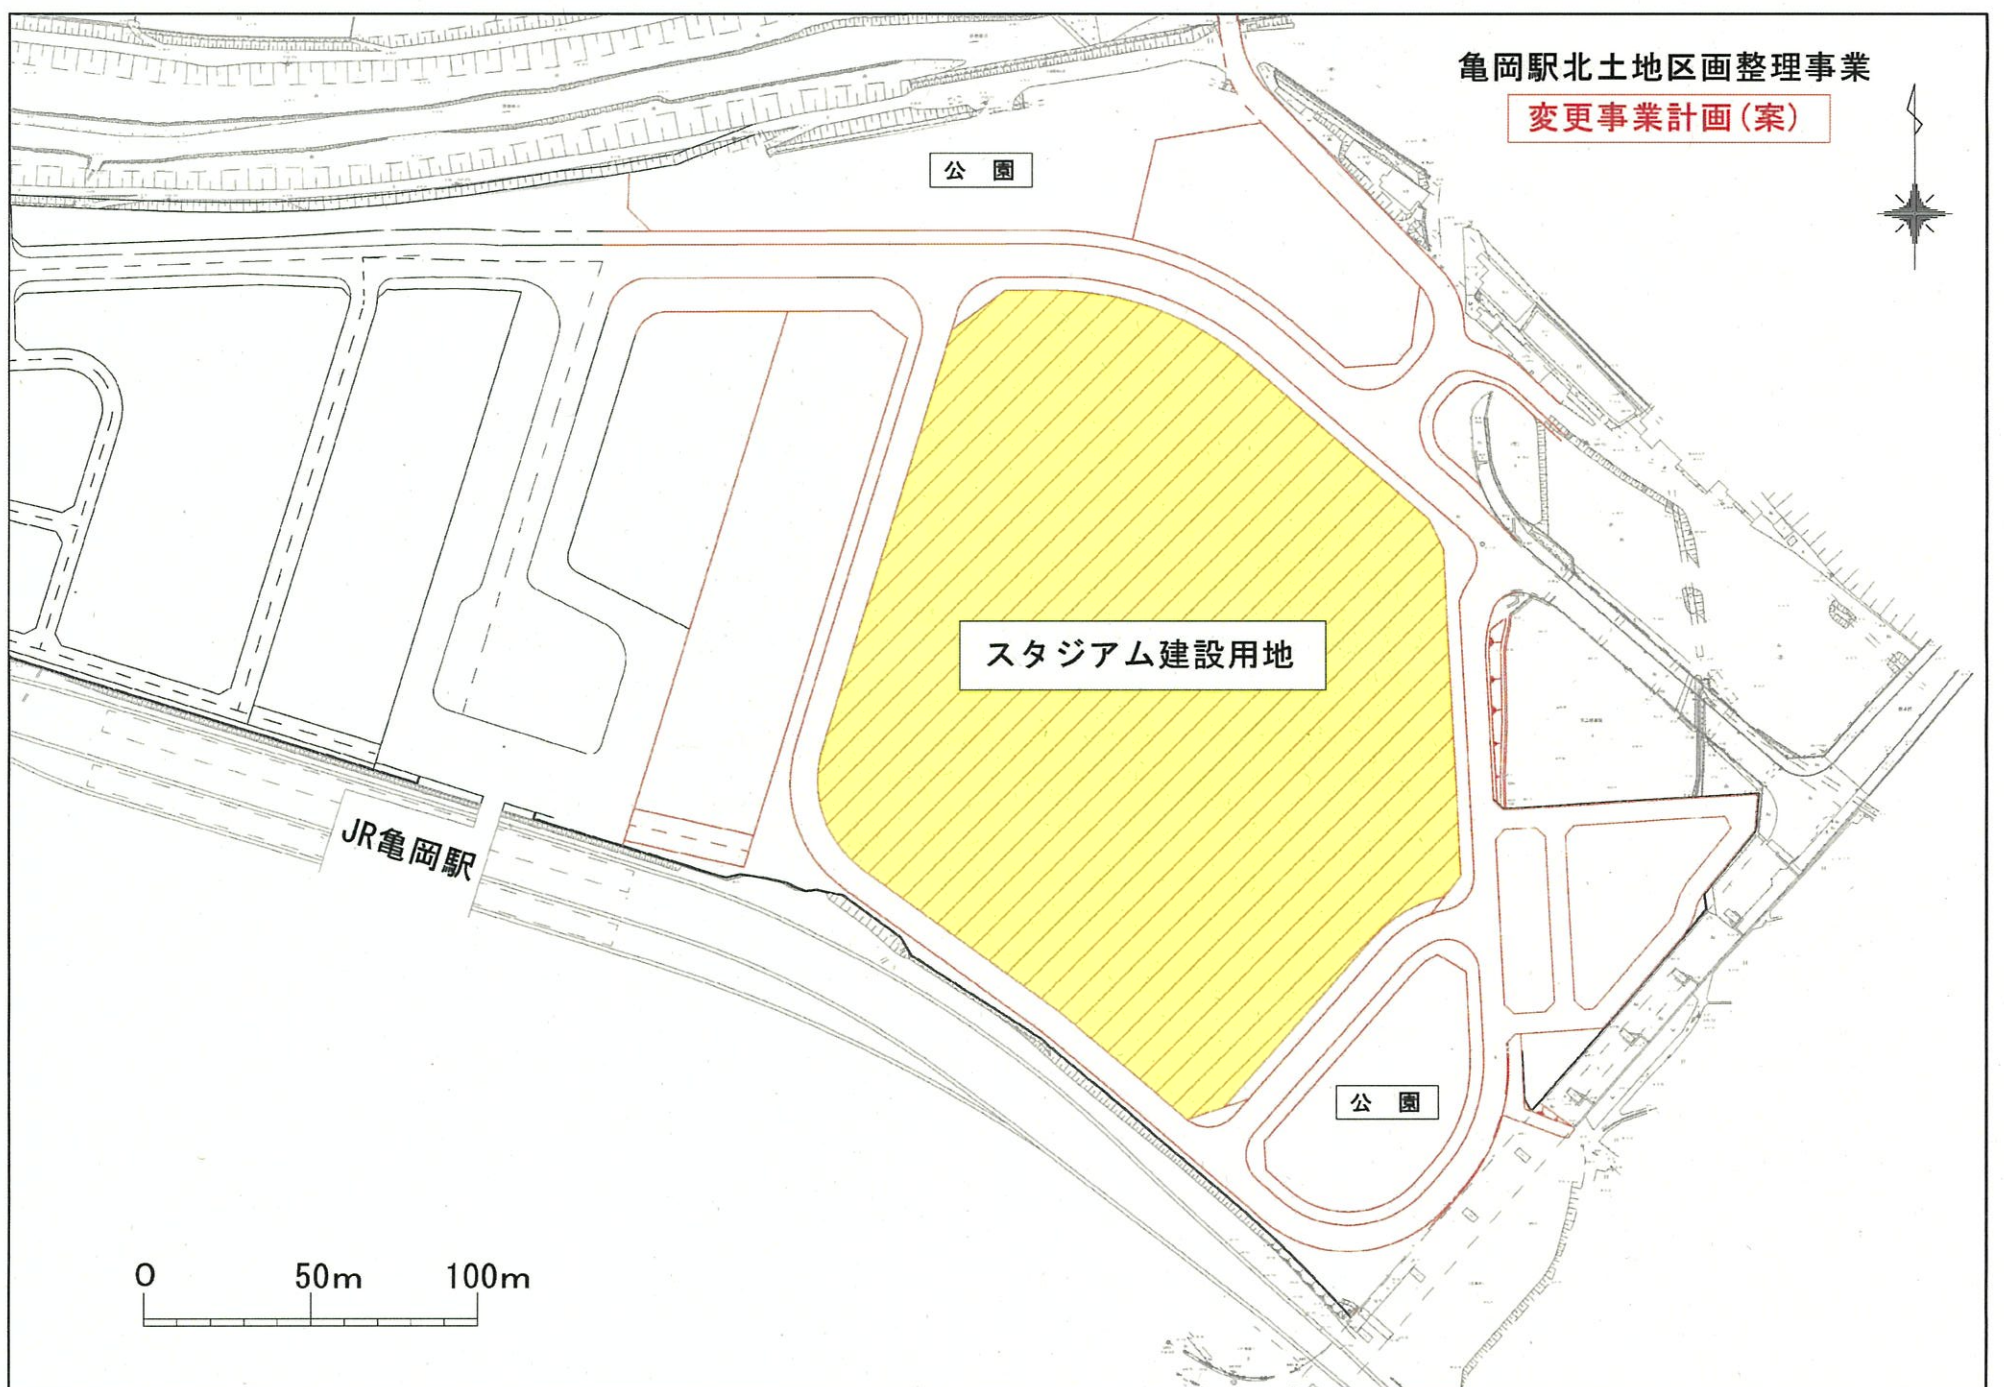 亀岡駅北土地区画整理事業
変更事業計画(案)
公園
スタジアム建設用地
JR亀岡駅
公園
0 50m 100m